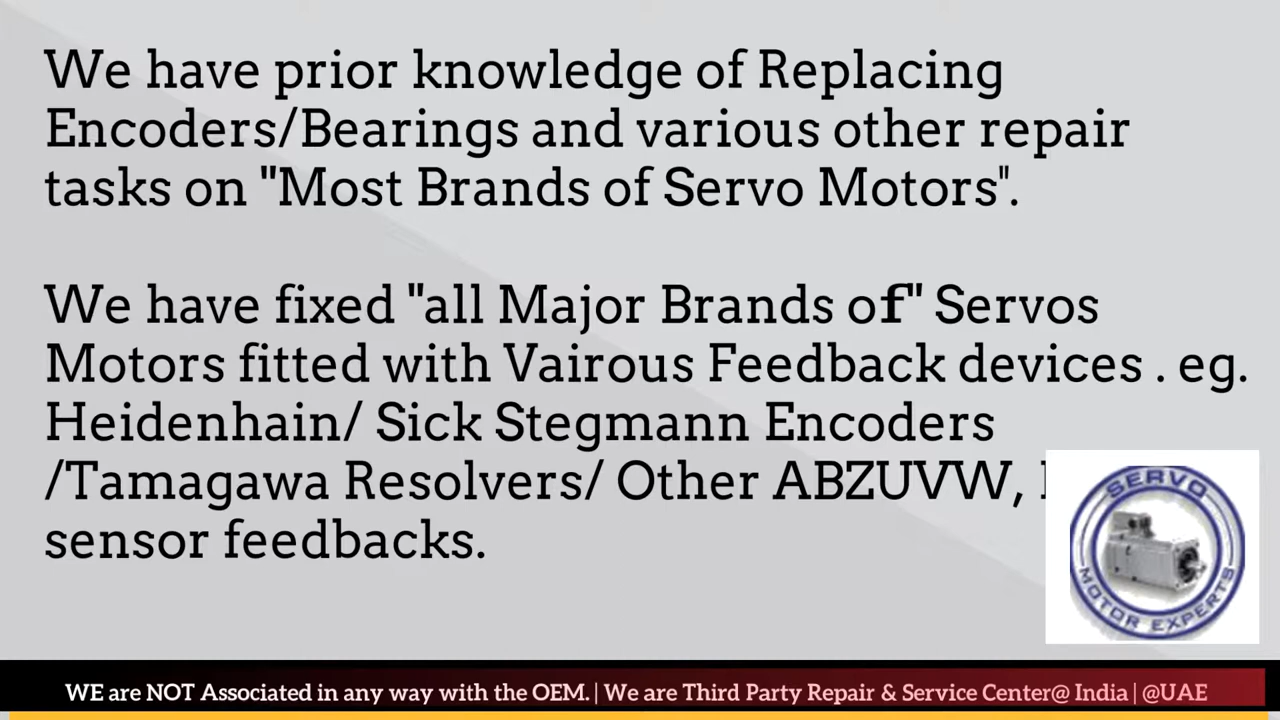 We have prior knowledge of Replacing
Encoders/Bearings and various other repair
tasks on "Most Brands of Servo Motors".
We have fixed "all Major Brands of" Servos
Motors fitted with Vairous Feedback devices . eg.
Heidenhain/ Sick Stegmann Encoders
/Tamagawa Resolvers/ Other ABZUVW,
sensor feedbacks.
SERVO
MOTOR EXPERTS
WE are NOT Associated in any way with the OEM. | We are Third Party Repair & Service Center@ India | @UAE